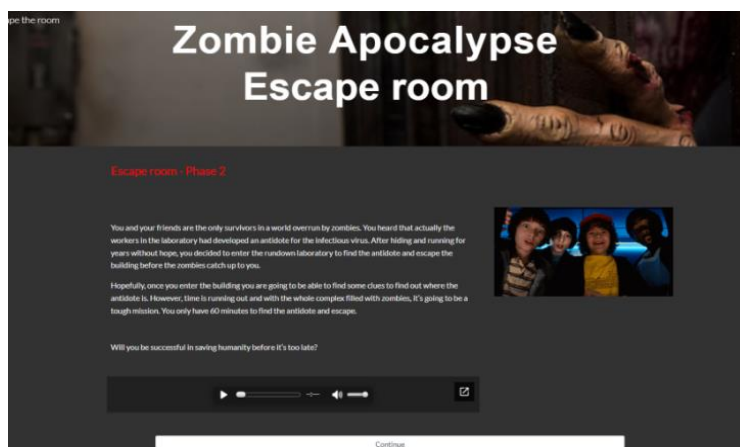 ape the room
Zombie Apocalypse
Escape room
Escape room - Phase 2
You and your friends are the only survivors in a world overrun by zombies. You heard that actually the
workers in the laboratory had developed an antidote for the infectious virus. After hiding and running for
years without hope, you decided to enter the rundown laboratory to find the antidote and escape the
building before the zombies catch up to you.
Hopefully, once you enter the building you are going to be able to find some clues to find out where the
antidote is. However, time is running out and with the whole complex filled with zombies, it's going to be a
tough mission. You only have 60 minutes to find the antidote and escape.
Will you be successful in saving humanity before it's too late?
Continue